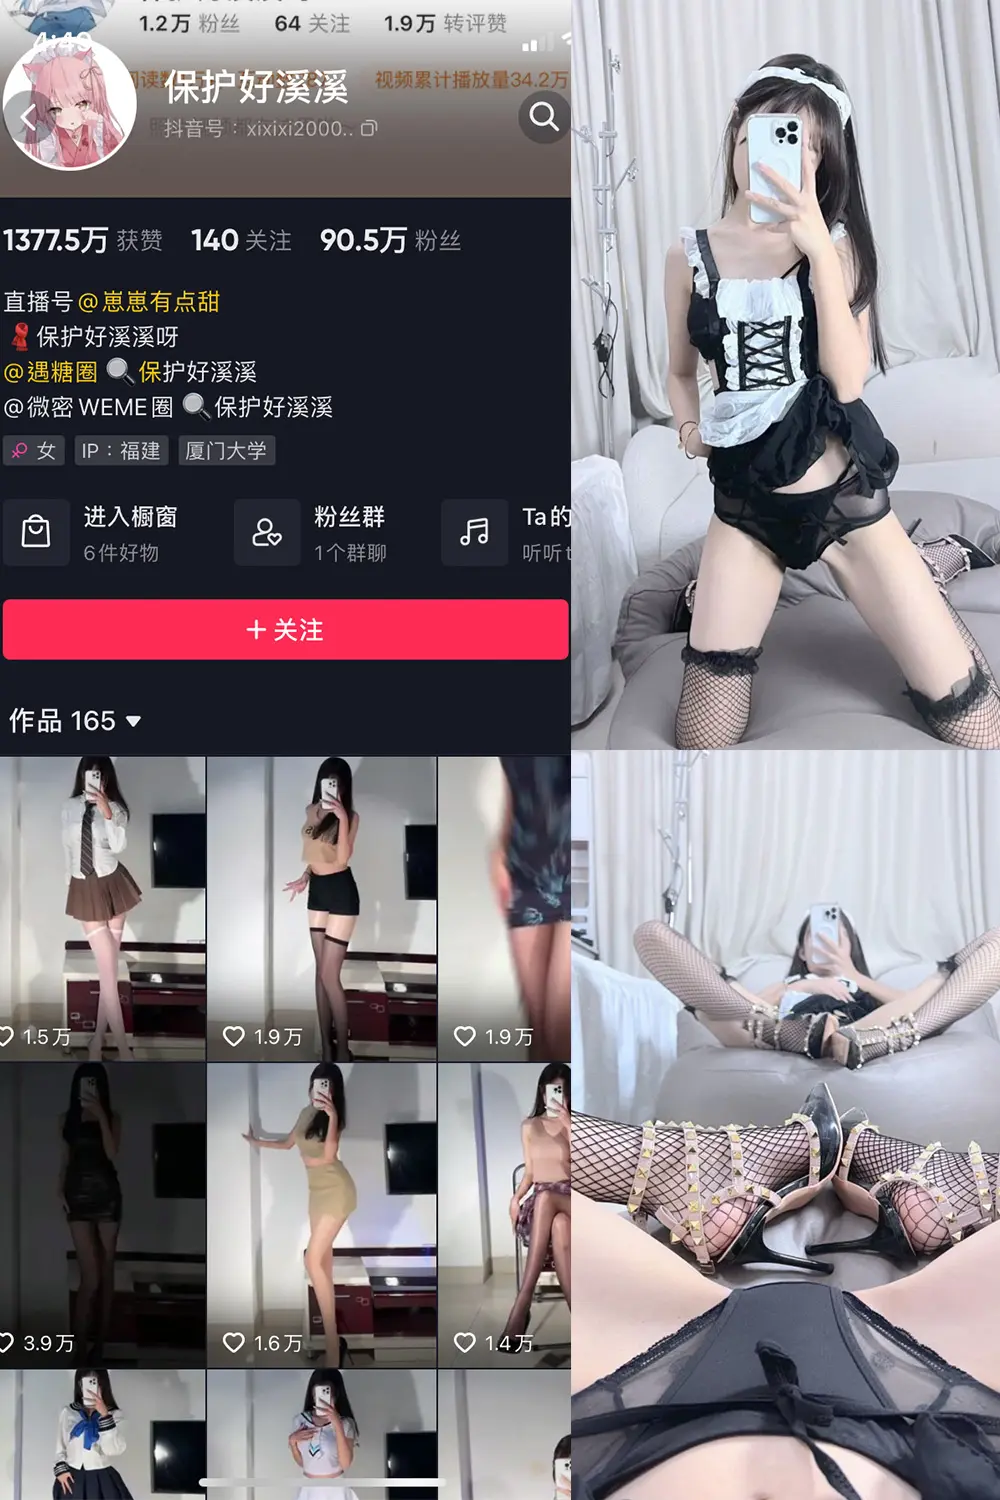 1.2万 粉丝 64 关注 1.9万 转评赞
4:49
视频累计播放量34.2万
保护好溪溪
抖音号：xixixi2000..
1377.5万 获赞 140 关注 90.5万 粉丝
直播号 @崽崽有点甜
保护好溪溪呀
@遇糖圈 🔍保护好溪溪
@微密 WEME圈 🔍保护好溪溪
女 IP：福建 厦门大学
进入橱窗 粉丝群 Ta的
6件好物 1个群聊 听听
+ 关注
作品 165
1.5万 1.9万 1.9万
3.9万 1.6万 1.4万